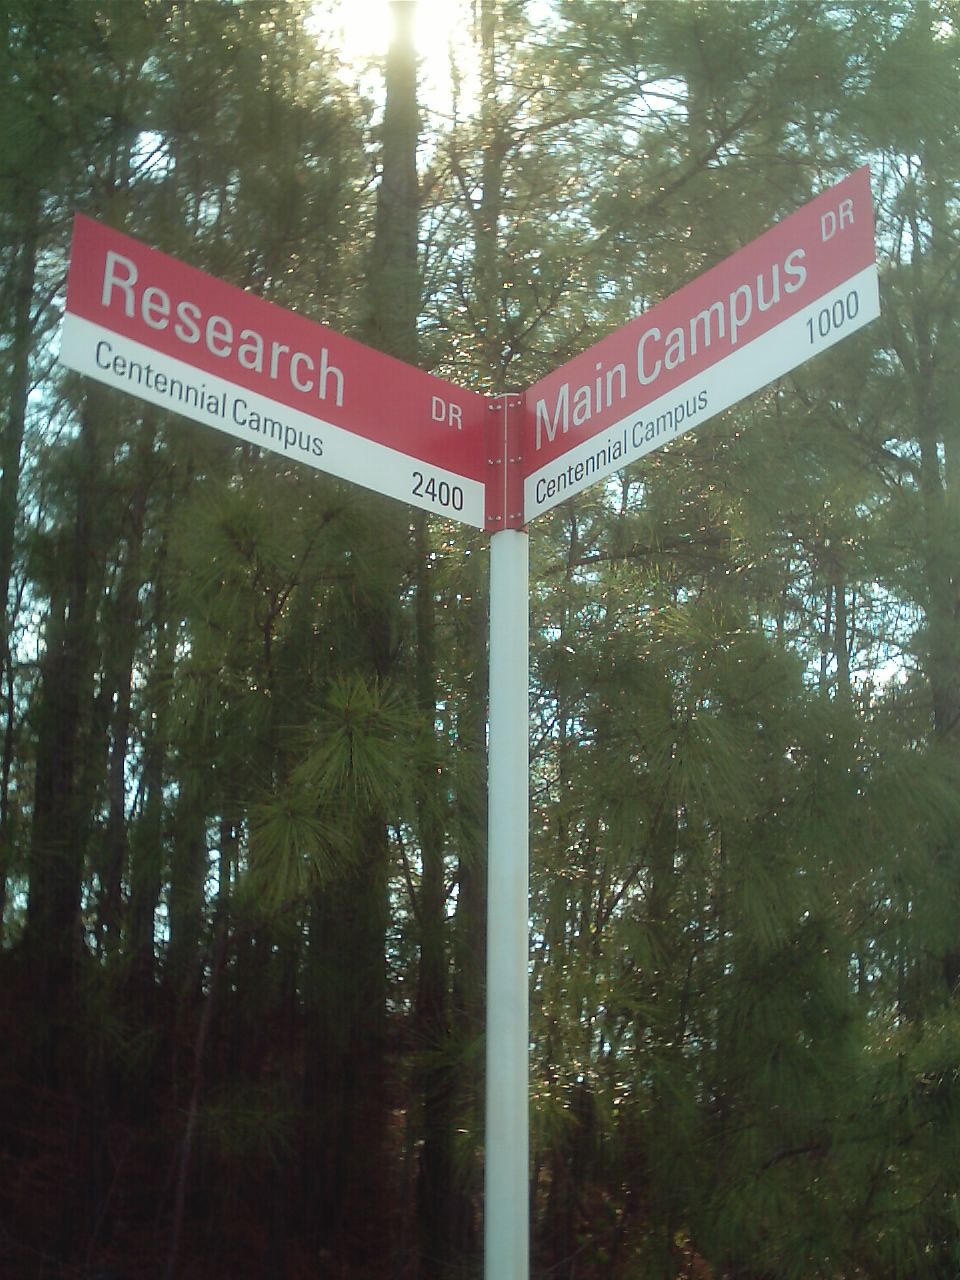 Research DR
Centennial Campus 2400
Main Campus DR
Centennial Campus 1000